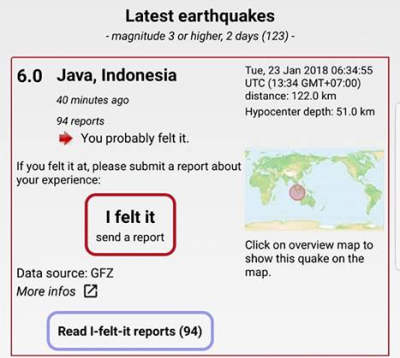 Latest earthquakes
- magnitude 3 or higher, 2 days (123) -
6.0 Java, Indonesia
40 minutes ago
94 reports
You probably felt it.
Tue, 23 Jan 2018 06:34:55
UTC (13:34 GMT+07:00)
distance: 122.0 km
Hypocenter depth: 51.0 km
If you felt it at, please submit a report about
your experience:
I felt it
send a report
Click on overview map to
show this quake on the
map.
Data source: GFZ
More infos
Read I-felt-it reports (94)